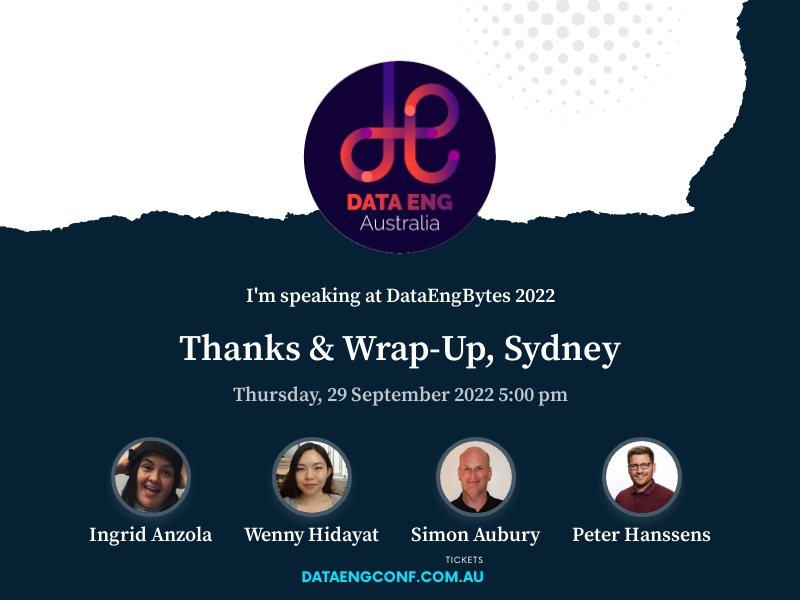 DATA ENG
Australia
I'm speaking at DataEngBytes 2022
Thanks & Wrap-Up, Sydney
Thursday, 29 September 2022 5:00 pm
Ingrid Anzola
Wenny Hidayat
Simon Aubury
Peter Hanssens
TICKETS
DATAENGCONF.COM.AU